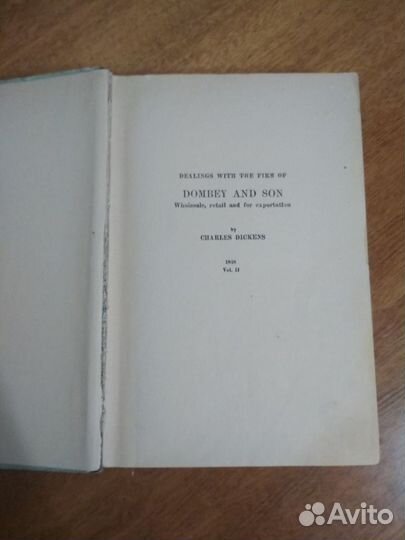 DEALINGS WITH THE FIRM OF
DOMBEY AND SON
Wholesale, retail and for exportation
by
CHARLES DICKENS
1848
Vol. II
Avito